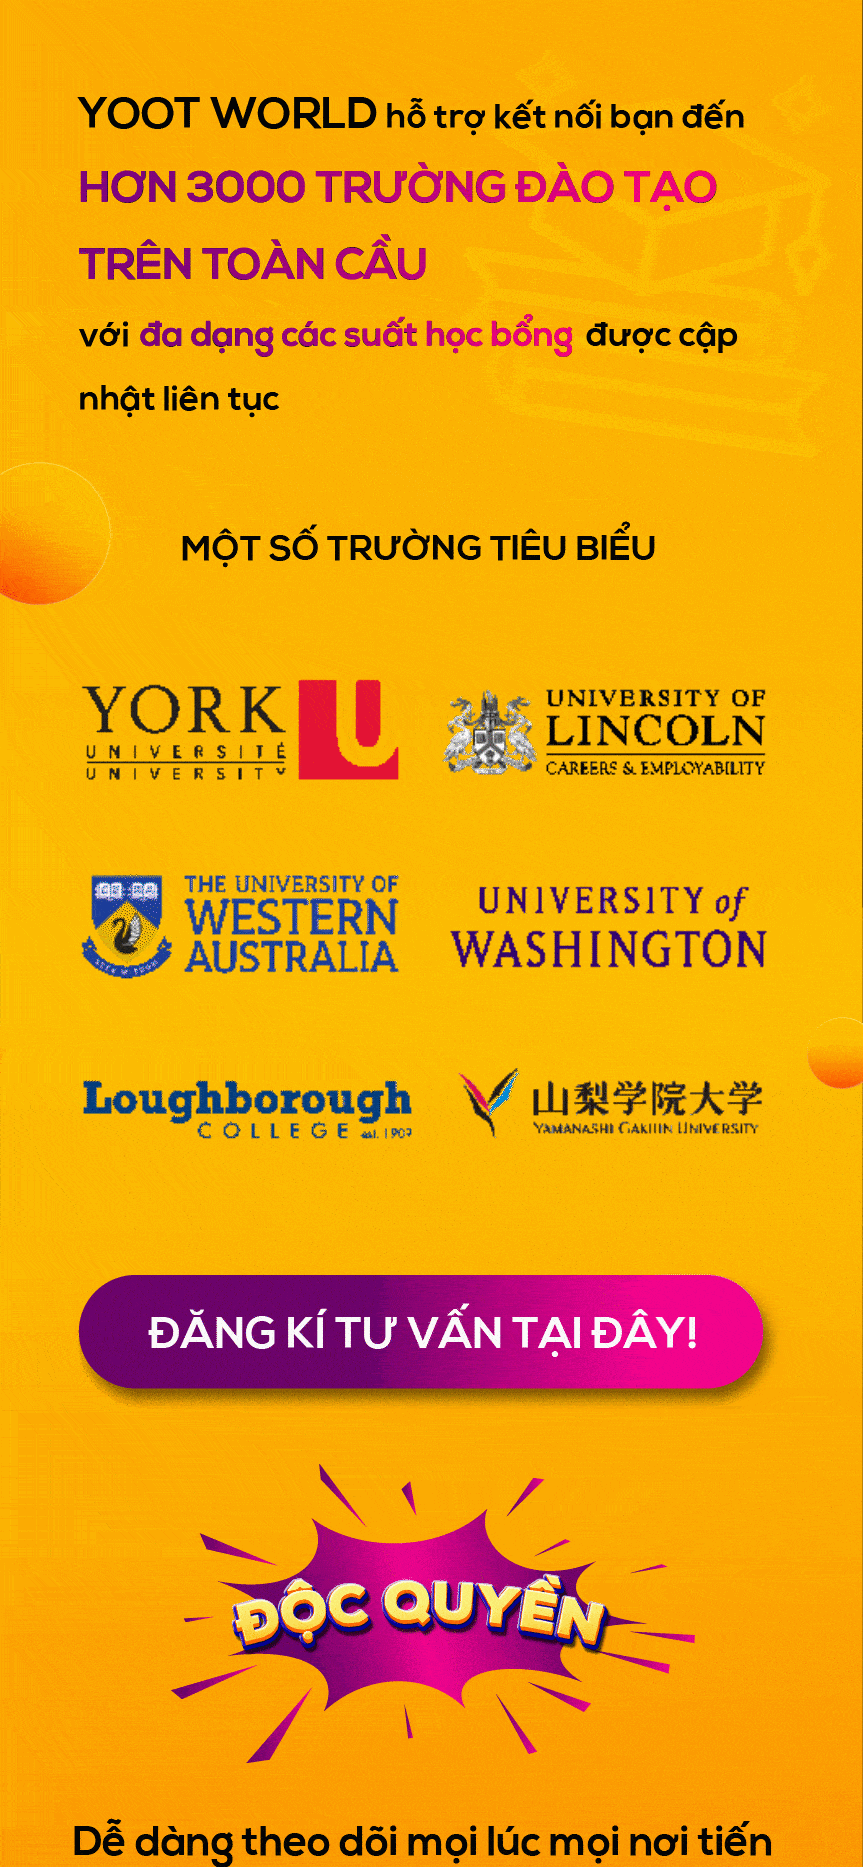 YOOT WORLD hỗ trợ kết nối bạn đến
HƠN 3000 TRƯỜNG ĐÀO TẠO
TRÊN TOÀN CẦU
với đa dạng các suất học bổng được cập
nhật liên tục
MỘT SỐ TRƯỜNG TIÊU BIỂU
YORK U
UNIVERSITÉ
UNIVERSITY
UNIVERSITY OF
LINCOLN
CAREERS & EMPLOYABILITY
THE UNIVERSITY OF
WESTERN
AUSTRALIA
UNIVERSITY of
WASHINGTON
Loughborough
COLLEGE est. 1909
山梨学院大学
YAMANASHI GAKUIN UNIVERSITY
ĐĂNG KÍ TƯ VẤN TẠI ĐÂY!
ĐỘC QUYỀN
Dễ dàng theo dõi mọi lúc mọi nơi tiến